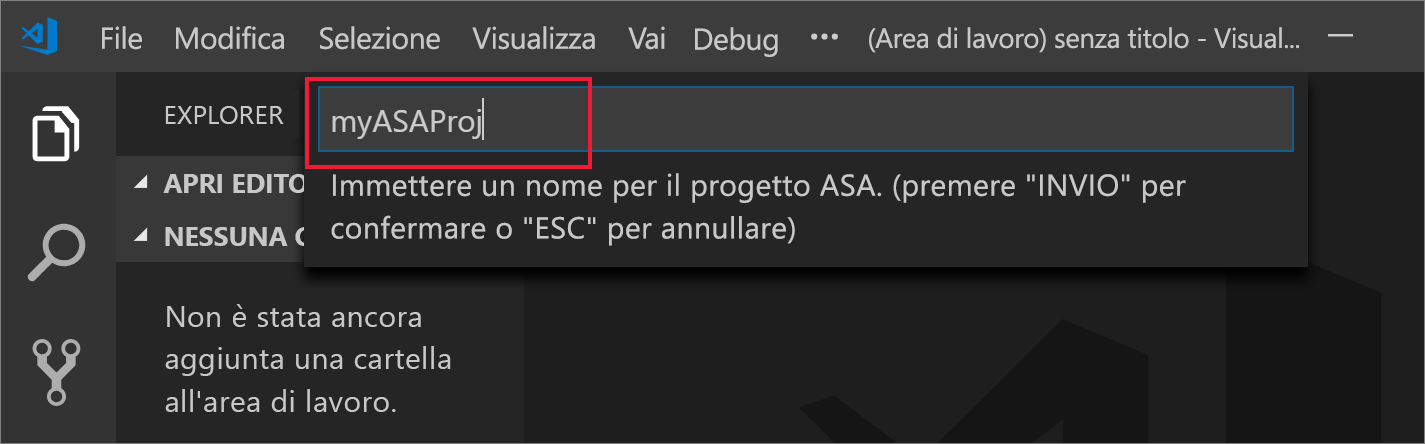 File Modifica Selezione Visualizza Vai Debug ••• (Area di lavoro) senza titolo - Visual...
EXPLORER
myASAProj
Immettere un nome per il progetto ASA. (premere "INVIO" per
confermare o "ESC" per annullare)
APRI EDITO
NESSUNA C
Non è stata ancora
aggiunta una cartella
all'area di lavoro.